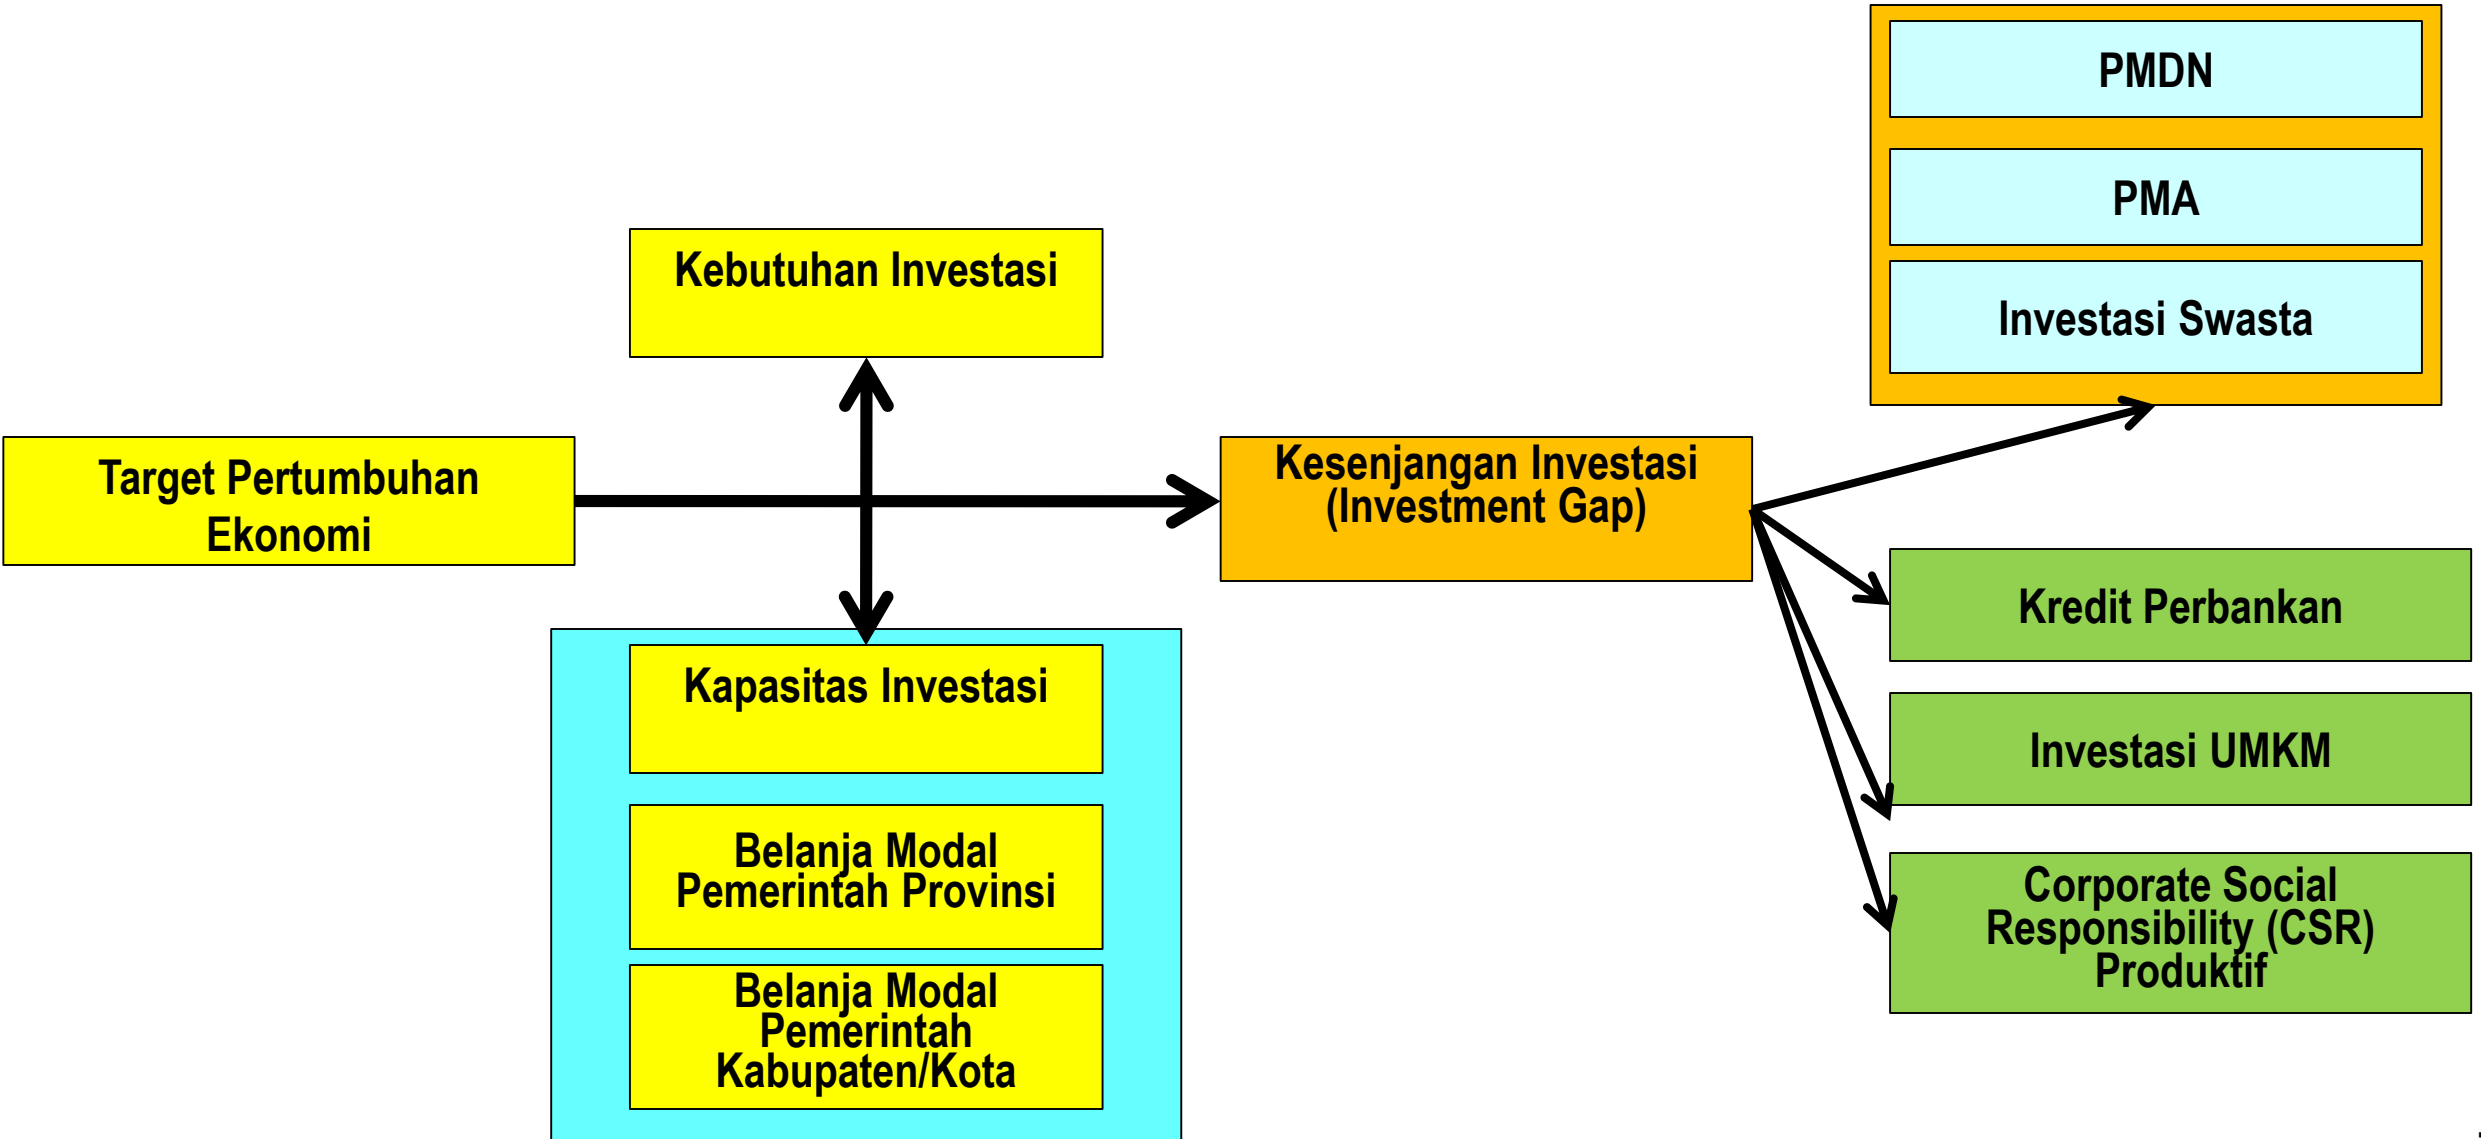 PMDN
PMA
Investasi Swasta
Kebutuhan Investasi
Target Pertumbuhan
Ekonomi
Kesenjangan Investasi
(Investment Gap)
Kapasitas Investasi
Belanja Modal
Pemerintah Provinsi
Belanja Modal
Pemerintah
Kabupaten/Kota
Kredit Perbankan
Investasi UMKM
Corporate Social
Responsibility (CSR)
Produktif